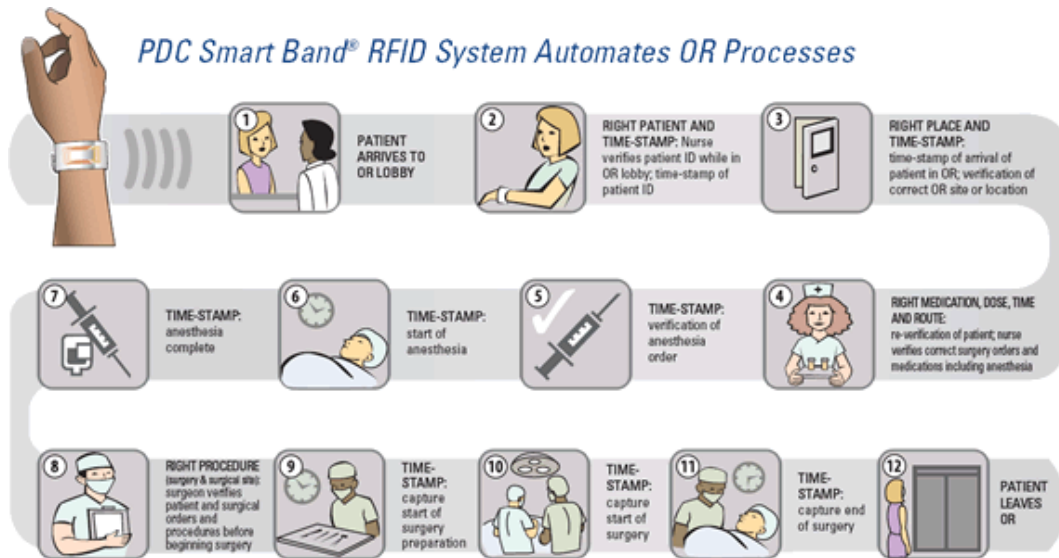 PDC Smart Band® RFID System Automates OR Processes
1
PATIENT
ARRIVES TO
OR LOBBY
2
RIGHT PATIENT AND
TIME-STAMP: Nurse
verifies patient ID while in
OR lobby; time-stamp of
patient ID
3
RIGHT PLACE AND
TIME-STAMP:
time-stamp of arrival of
patient in OR; verification of
correct OR site or location
4
RIGHT MEDICATION, DOSE, TIME
AND ROUTE:
re-verification of patient; nurse
verifies correct surgery orders and
medications including anesthesia
5
TIME-STAMP:
verification of
anesthesia
order
6
TIME-STAMP:
start of
anesthesia
7
TIME-STAMP:
anesthesia
complete
8
RIGHT PROCEDURE
(surgery & surgical site):
surgeon verifies
patient and surgical
orders and
procedures before
beginning surgery
9
TIME-
STAMP:
capture
start of
surgery
preparation
10
TIME-
STAMP:
capture
start of
surgery
11
TIME-
STAMP:
capture end
of surgery
12
PATIENT
LEAVES
OR